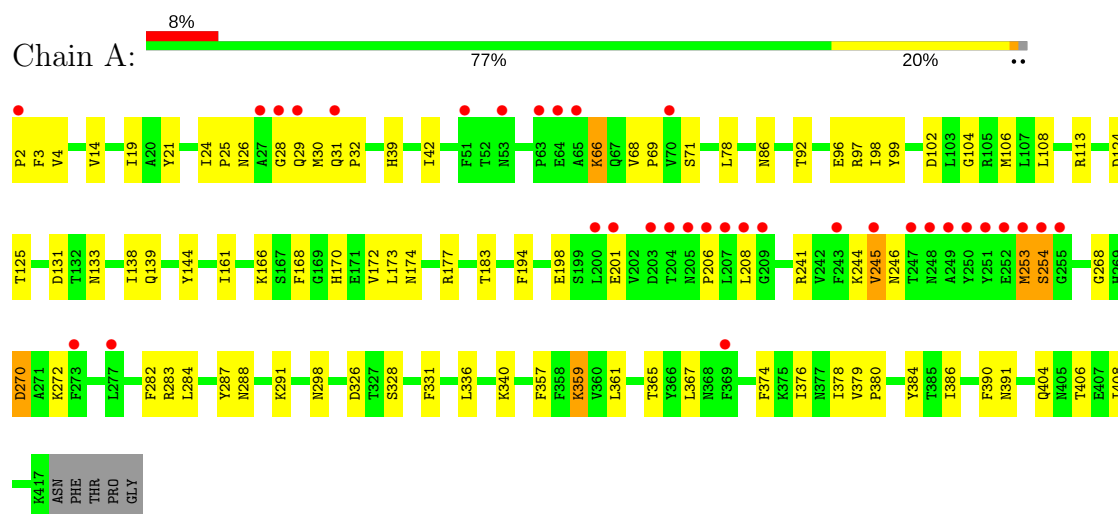 8%
Chain A:
77% 20% ••
P2 F3 V4 V14 I19 A20 Y21 I24 P25 N26 A27 G28 Q29 M30 Q31 P32 H39 I42 F51 T52 N53 P63 E64 A65 K66 Q67 V68 P69 V70 S71 L78 N86 T92 E96 R97 I98 Y99 D102 L103 G104 R105 M106 L107 L108 R113
T125 D131 T132 N133 I138 Q139 Y144 I161 K166 S167 F168 G169 H170 E171 V172 L173 N174 R177 T183 F194 E198 S199 L200 E201 V202 D203 T204 N205 P206 L207 L208 G209 R241 V242 F243 K244 V245 N246 T247 N248 A249 Y250 Y251 E252 M253 S254 G255 G268
D270 A271 K272 F273 L277 F282 R283 L284 Y287 N288 K291 N298 D326 T327 S328 F331 L336 K340 F357 F358 K359 V360 L361 T365 Y366 L367 N368 F369 F374 K375 I376 N377 I378 V379 P380 Y384 T385 I386 F390 N391 Q404 N405 T406 E407
K417 ASN PHE THR PRO GLY